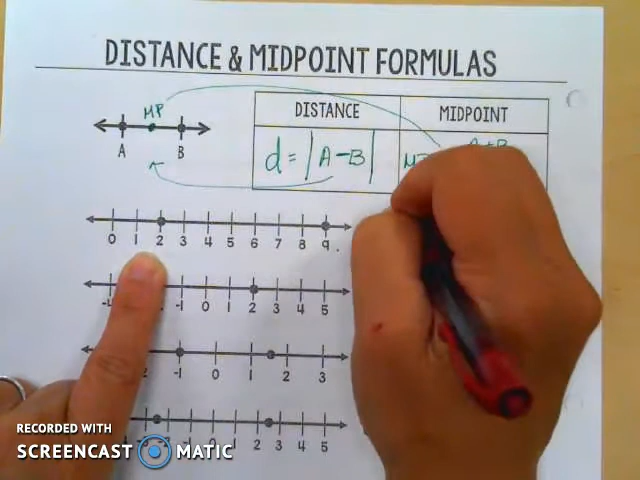 DISTANCE & MIDPOINT FORMULAS
MP
A B
DISTANCE MIDPOINT
d = |A-B|
0 1 2 3 4 5 6 7 8 9
-1 0 1 2 3 4 5
-1 0 1 2 3
2 3 4 5
RECORDED WITH
SCREENCAST MATIC